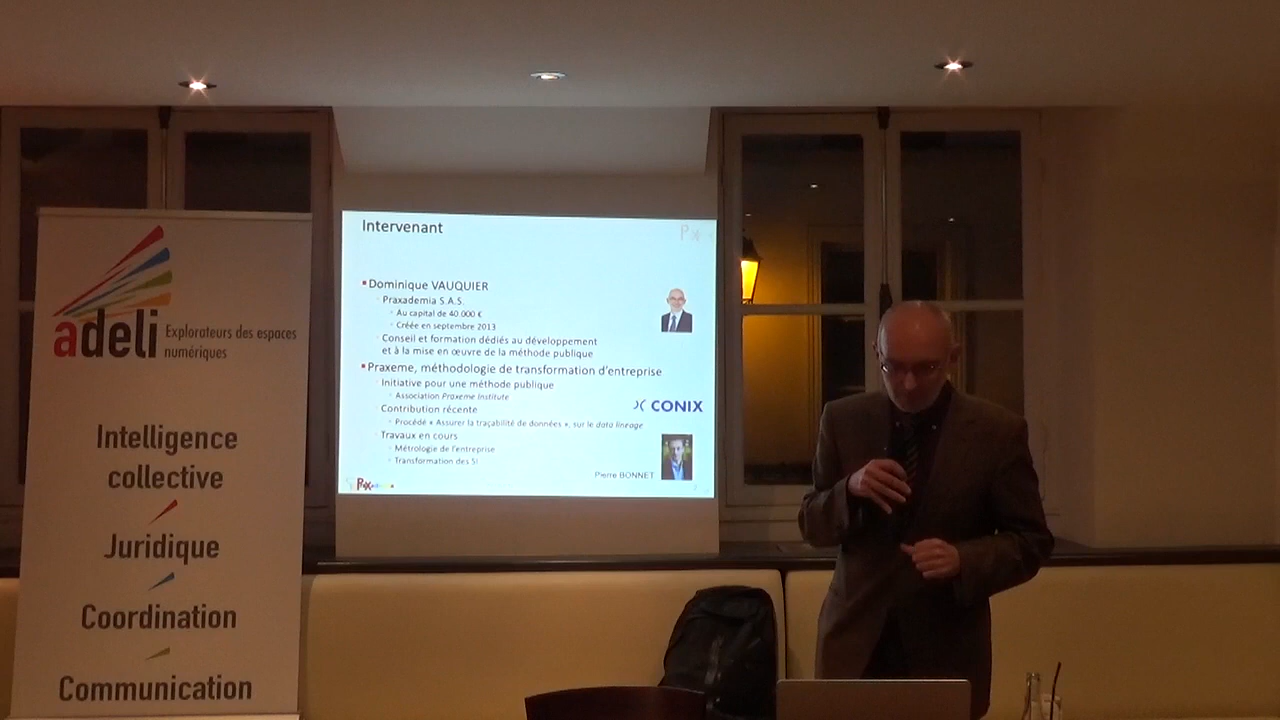 adeli Explorateurs des espaces
numériques
Intelligence
collective
Juridique
Coordination
Communication
Intervenant
Dominique VAUQUIER
Praxademia S.A.S.
Au capital de 40 000 €
Créée en septembre 2013
Conseil et formation dédiés au développement
et à la mise en œuvre de la méthode publique
Praxeme, méthodologie de transformation d'entreprise
Initiative pour une méthode publique
Association Praxeme Institute
CONIX
Contribution récente
Procédé « Assurer la traçabilité de données », sur le data lineage
Travaux en cours
Métrologie de l'entreprise
Transformation des SI
Pierre BONNET